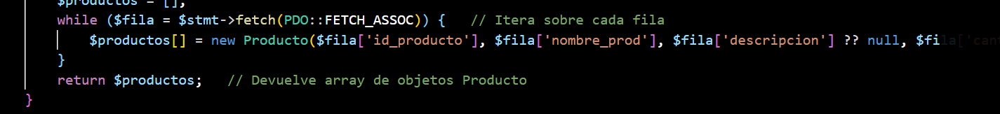 $productos = [];
while ($fila = $stmt->fetch(PDO::FETCH_ASSOC)) {   // Itera sobre cada fila
$productos[] = new Producto($fila['id_producto'], $fila['nombre_prod'], $fila['descripcion'] ?? null, $fila['can
}
return $productos;   // Devuelve array de objetos Producto
}